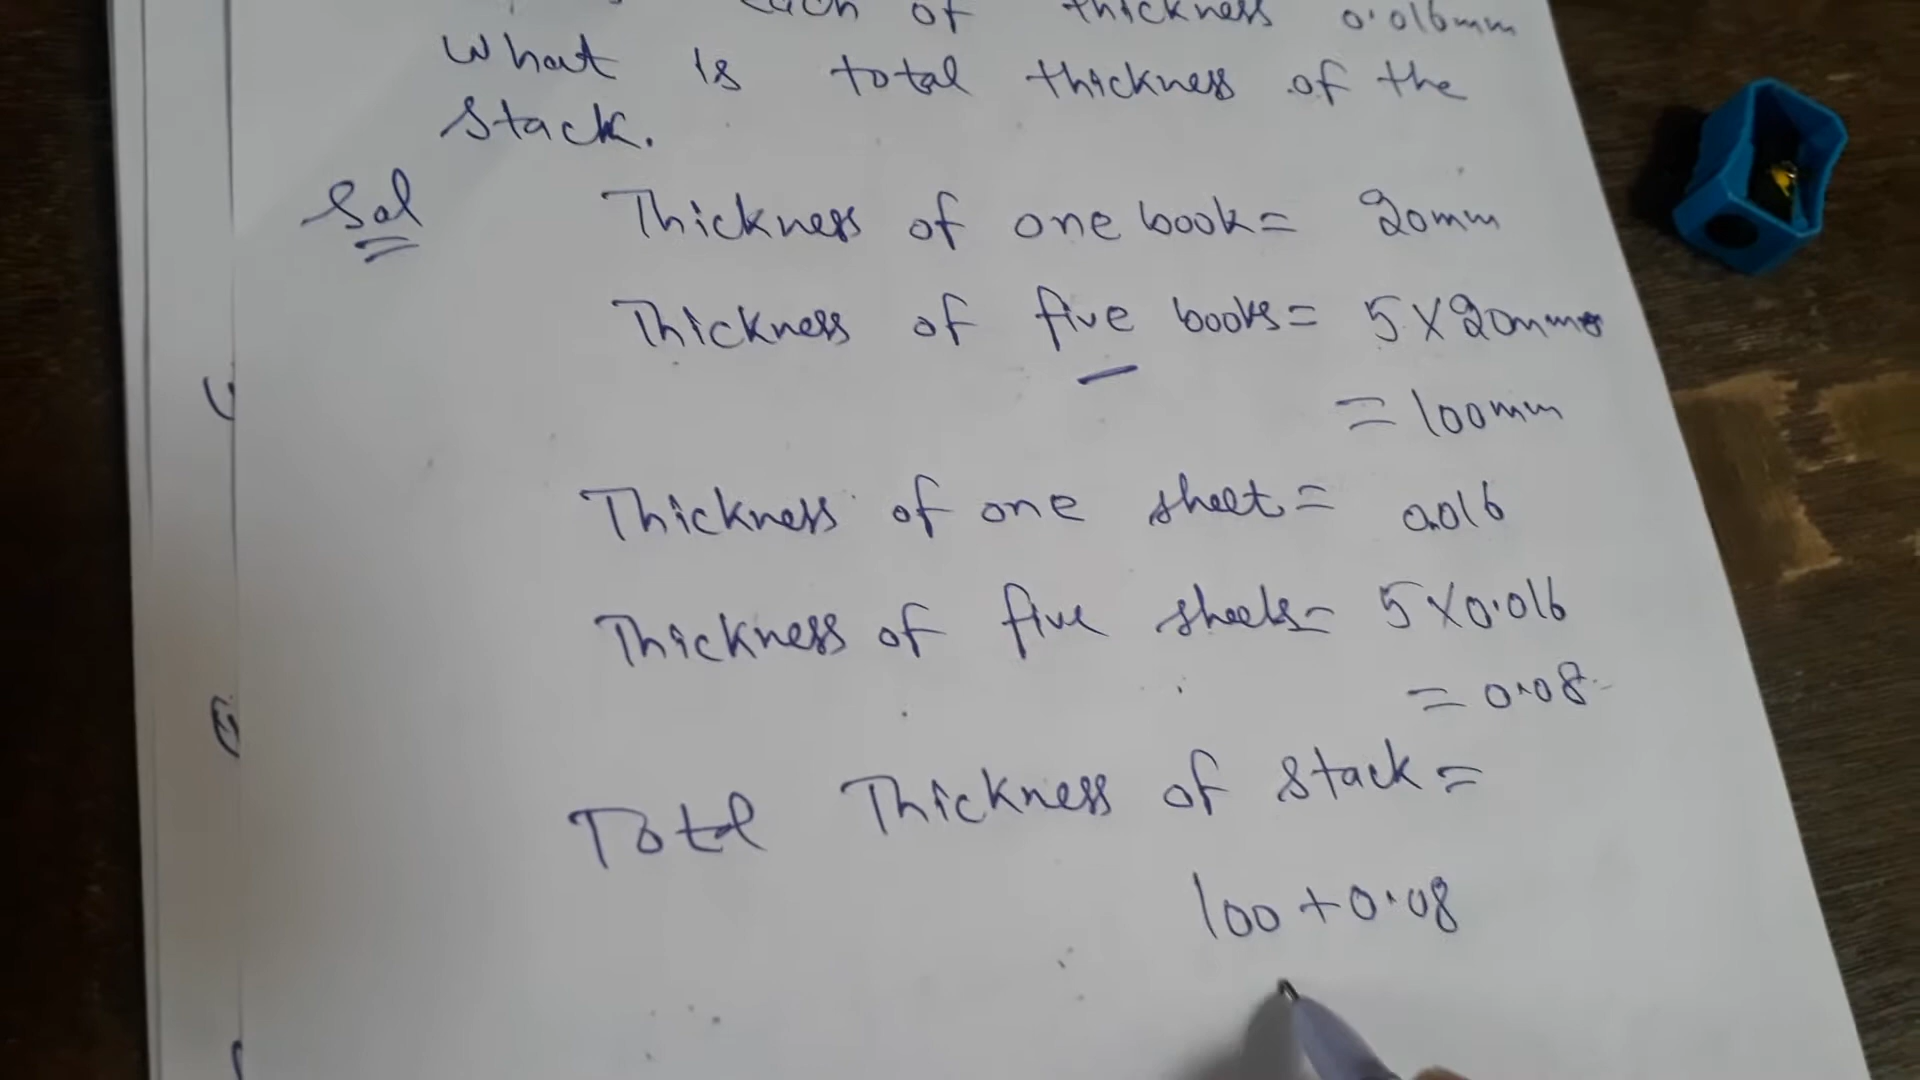 each of thickness 0.016mm
What is total thickness of the
stack.
Sol Thickness of one book = 20mm
Thickness of five books = 5 X 20mm
= 100mm
Thickness of one sheet = 0.016
Thickness of five sheets = 5 X 0.016
= 0.08
Total Thickness of stack =
100 + 0.08